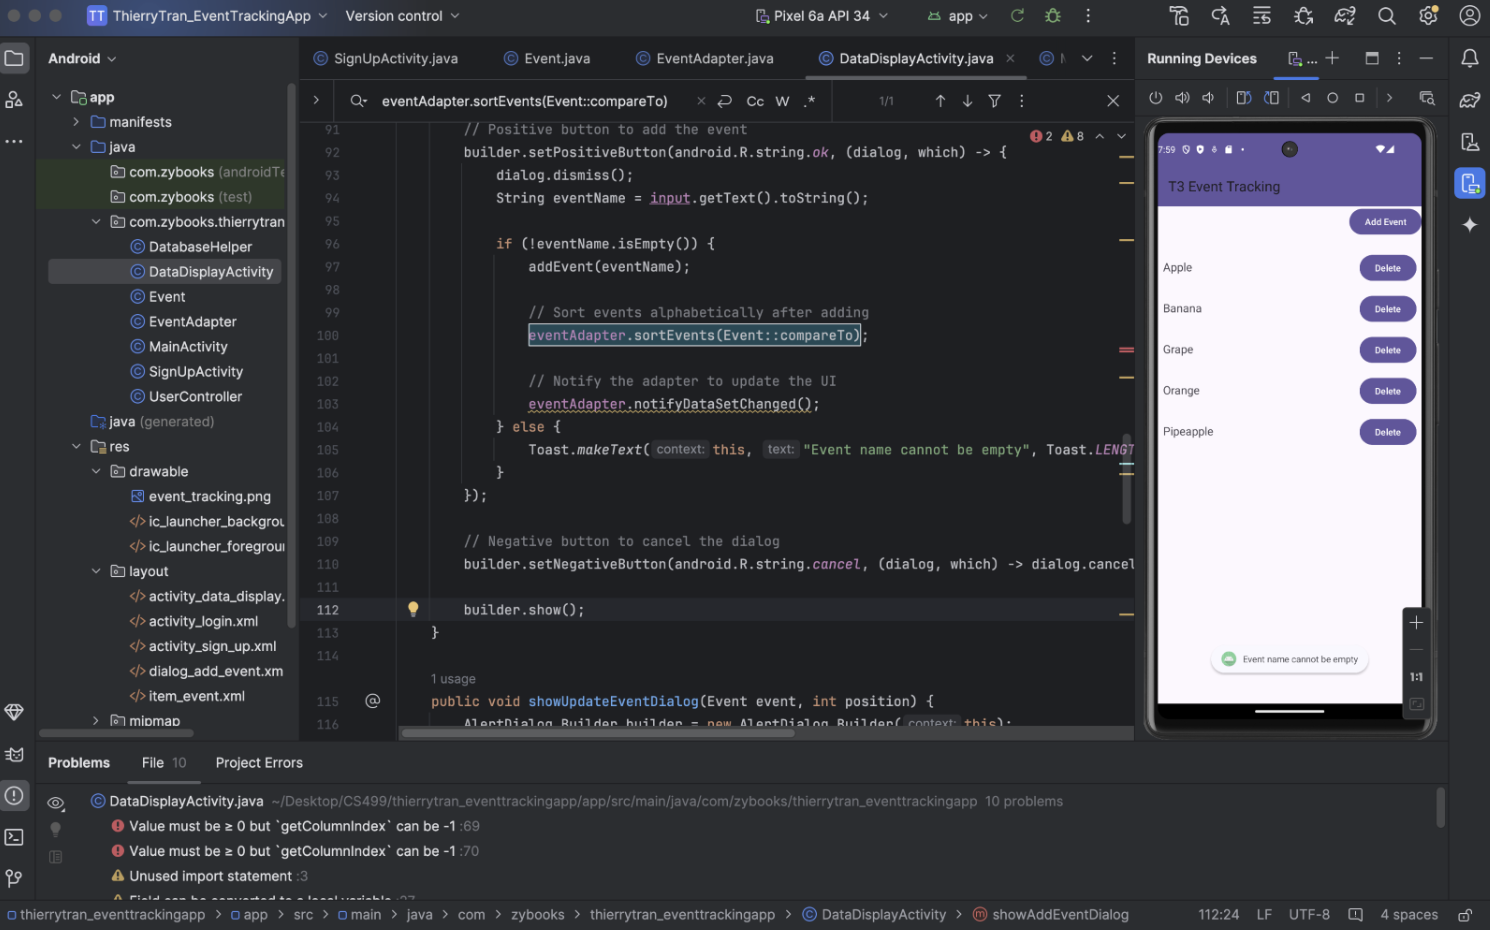 TT ThierryTran_EventTrackingApp Version control Pixel 6a API 34 app
Android
app
manifests
java
com.zybooks (androidTe
com.zybooks (test)
com.zybooks.thierrytran
DatabaseHelper
DataDisplayActivity
Event
EventAdapter
MainActivity
SignUpActivity
UserController
java (generated)
res
drawable
event_tracking.png
ic_launcher_backgrou
ic_launcher_foregrour
layout
activity_data_display.
activity_login.xml
activity_sign_up.xml
dialog_add_event.xm
item_event.xml
mipmap
SignUpActivity.java Event.java EventAdapter.java DataDisplayActivity.java
eventAdapter.sortEvents(Event::compareTo) Cc W .* 1/1
2 8
91 // Positive button to add the event
92 builder.setPositiveButton(android.R.string.ok, (dialog, which) -> {
93 dialog.dismiss();
94 String eventName = input.getText().toString();
95
96 if (!eventName.isEmpty()) {
97 addEvent(eventName);
98
99 // Sort events alphabetically after adding
100 eventAdapter.sortEvents(Event::compareTo);
101
102 // Notify the adapter to update the UI
103 eventAdapter.notifyDataSetChanged();
104 } else {
105 Toast.makeText( context: this, text: "Event name cannot be empty", Toast.LENGT
106 }
107 });
108
109 // Negative button to cancel the dialog
110 builder.setNegativeButton(android.R.string.cancel, (dialog, which) -> dialog.cancel
111
112 builder.show();
113 }
114
1 usage
115 public void showUpdateEventDialog(Event event, int position) {
116 AlertDialog.Builder builder = new AlertDialog.Builder( context: this);
Running Devices ...
7:59
T3 Event Tracking
Add Event
Apple Delete
Banana Delete
Grape Delete
Orange Delete
Pipeapple Delete
Event name cannot be empty
1:1
Problems File 10 Project Errors
DataDisplayActivity.java ~/Desktop/CS499/thierrytran_eventtrackingapp/app/src/main/java/com/zybooks/thierrytran_eventtrackingapp 10 problems
Value must be ≥ 0 but `getColumnIndex` can be -1 :69
Value must be ≥ 0 but `getColumnIndex` can be -1 :70
Unused import statement :3
Field can be converted to a local variable :27
thierrytran_eventtrackingapp > app > src > main > java > com > zybooks > thierrytran_eventtrackingapp > DataDisplayActivity > showAddEventDialog 112:24 LF UTF-8 4 spaces